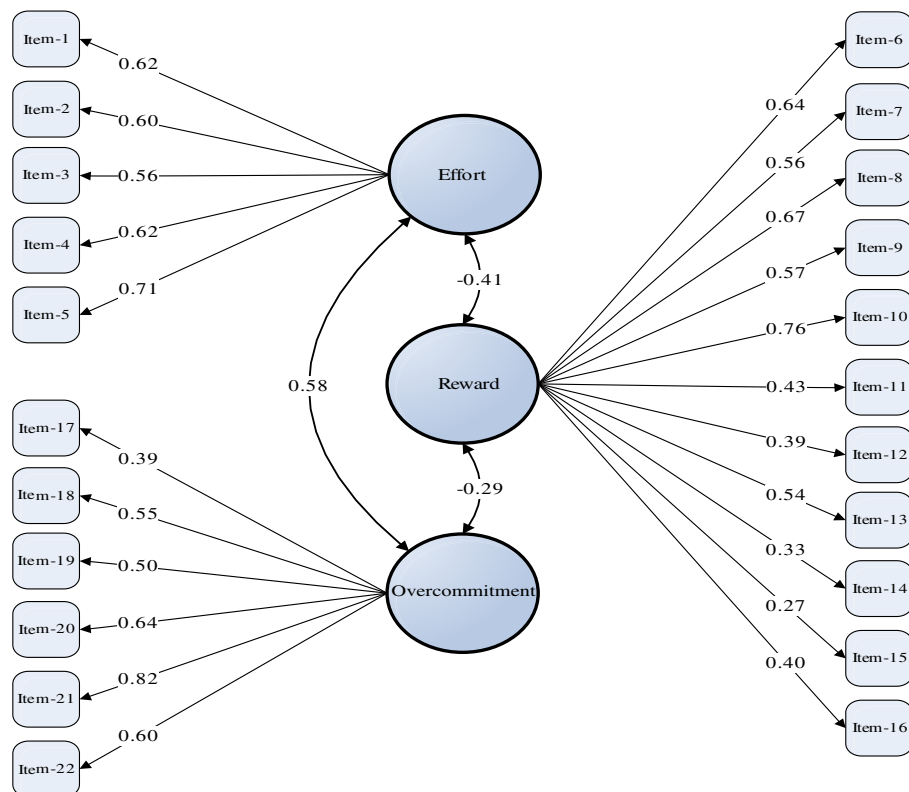 Item-1
0.62
Item-2
0.60
Item-3
0.56
Item-4
0.62
Item-5
0.71
Effort
-0.41
0.58
Reward
-0.29
Overcommitment
Item-17
0.39
Item-18
0.55
Item-19
0.50
Item-20
0.64
Item-21
0.82
Item-22
0.60
Item-6
0.64
Item-7
0.56
Item-8
0.67
Item-9
0.57
Item-10
0.76
Item-11
0.43
Item-12
0.39
Item-13
0.54
Item-14
0.33
Item-15
0.27
Item-16
0.40